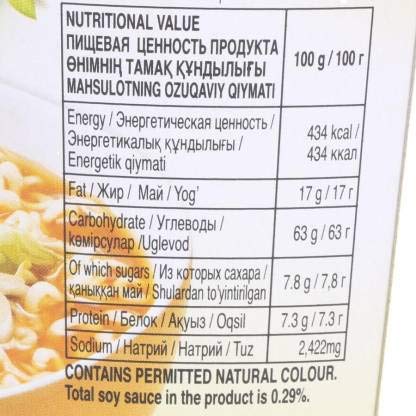 NUTRITIONAL VALUE
ПИЩЕВАЯ ЦЕННОСТЬ ПРОДУКТА
ӨНІМНІҢ ТАМАҚ ҚҰНДЫЛЫҒЫ
MAHSULOTNING OZUQAVIY QIYMATI
100 g / 100 г
Energy / Энергетическая ценность /
Энергетикалық құндылығы /
Energetik qiymati
434 kcal /
434 ккал
Fat / Жир / Май / Yog'
17 g / 17 г
Carbohydrate / Углеводы /
көмірсулар /Uglevod
63 g / 63 г
Of which sugars / Из которых сахара /
қаныққан май / Shulardan to'yintirilgan
7.8 g / 7,8 г
Protein / Белок / Ақуыз / Oqsil
7.3 g / 7.3 г
Sodium / Натрий / Натрий / Tuz
2,422mg
CONTAINS PERMITTED NATURAL COLOUR.
Total soy sauce in the product is 0.29%.